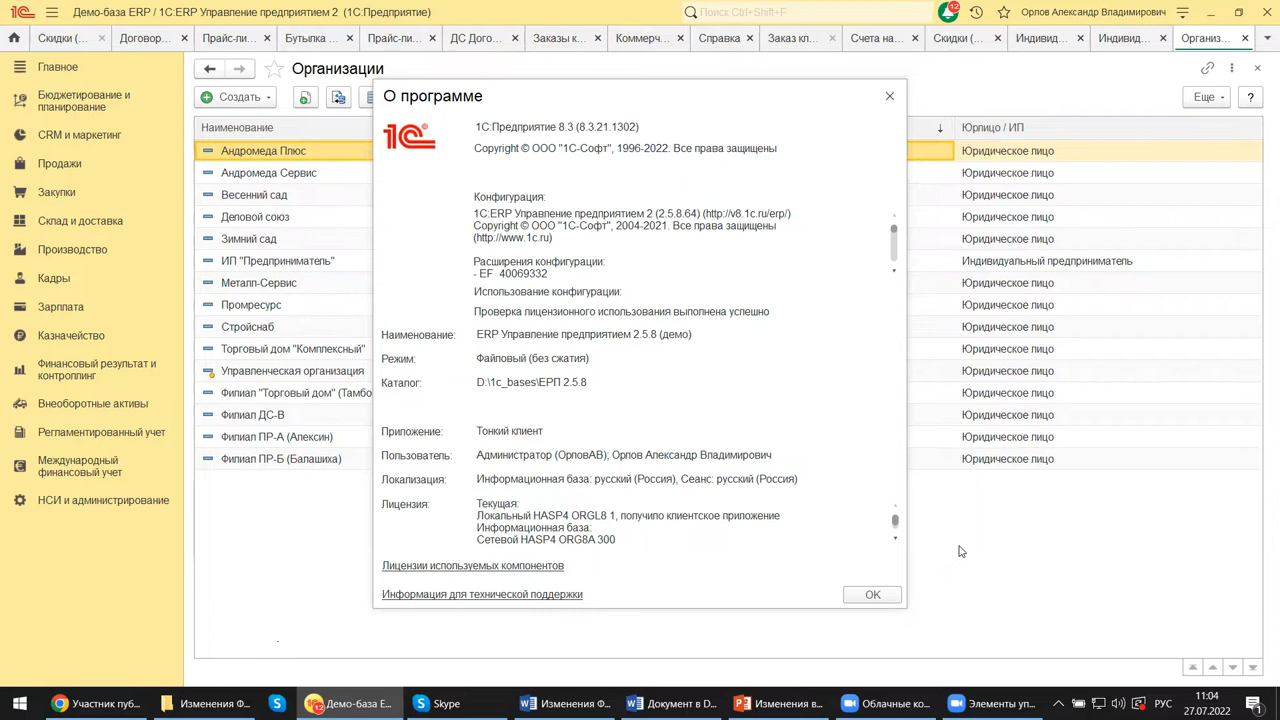 1С Демо-база ERP / 1С:ERP Управление предприятием 2 (1С:Предприятие)
Поиск Ctrl+Shift+F
12
Орлов Александр Владимирович
Скидки (...
Договор...
Прайс-ли...
Бутылка ...
Прайс-ли...
ДС Дого...
Заказы к...
Коммерч...
Справка
Заказ кл...
Счета на...
Скидки (...
Индивид...
Индивид...
Организ...
Главное
Бюджетирование и
планирование
CRM и маркетинг
Продажи
Закупки
Склад и доставка
Производство
Кадры
Зарплата
Казначейство
Финансовый результат и
контроллинг
Внеоборотные активы
Регламентированный учет
Международный
финансовый учет
НСИ и администрирование
Организации
Создать
Еще
?
Наименование
Юрлицо / ИП
Андромеда Плюс
Юридическое лицо
Андромеда Сервис
Юридическое лицо
Весенний сад
Юридическое лицо
Деловой союз
Юридическое лицо
Зимний сад
Юридическое лицо
ИП "Предприниматель"
Индивидуальный предприниматель
Металл-Сервис
Юридическое лицо
Промресурс
Юридическое лицо
Стройснаб
Юридическое лицо
Торговый дом "Комплексный"
Юридическое лицо
Управленческая организация
Юридическое лицо
Филиал "Торговый дом" (Тамбо
Юридическое лицо
Филиал ДС-В
Юридическое лицо
Филиал ПР-А (Алексин)
Юридическое лицо
Филиал ПР-Б (Балашиха)
Юридическое лицо
О программе
1С
1С:Предприятие 8.3 (8.3.21.1302)
Copyright © ООО "1С-Софт", 1996-2022. Все права защищены
Конфигурация:
1С:ERP Управление предприятием 2 (2.5.8.64) (http://v8.1c.ru/erp/)
Copyright © ООО "1С-Софт", 2004-2021. Все права защищены
(http://www.1c.ru)
Расширения конфигурации:
- EF_40069332
Использование конфигурации:
Проверка лицензионного использования выполнена успешно
Наименование: ERP Управление предприятием 2.5.8 (демо)
Режим: Файловый (без сжатия)
Каталог: D:\1c_bases\ЕРП 2.5.8
Приложение: Тонкий клиент
Пользователь: Администратор (ОрловАВ); Орлов Александр Владимирович
Локализация: Информационная база: русский (Россия), Сеанс: русский (Россия)
Лицензия: Текущая:
Локальный HASP4 ORGL8 1, получило клиентское приложение
Информационная база:
Сетевой HASP4 ORG8A 300
Лицензии используемых компонентов
Информация для технической поддержки
OK
Участник пуб...
Изменения Ф...
Демо-база E...
Skype
Изменения Ф...
Документ в D...
Изменения в...
Облачные ко...
Элементы уп...
РУС
11:04
27.07.2022